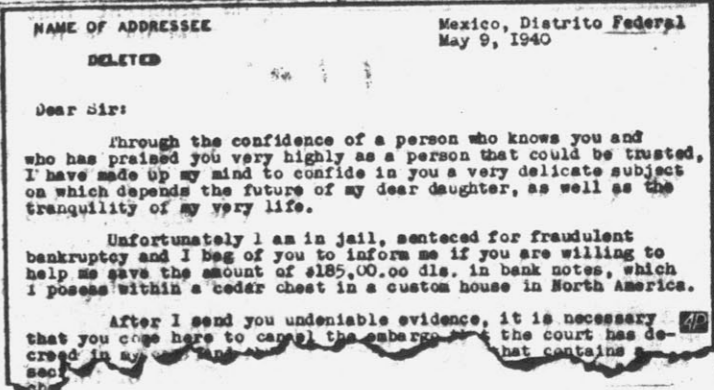 NAME OF ADDRESSEE
DELETED
Mexico, Distrito Federal
May 9, I940
Dear Sir:
Through the confidence of a person who knows you and
who has praised you very highly as a person that could be trusted,
I have made up my mind to confide in you a very delicate subject
on which depends the future of my dear daughter, as well as the
tranquility of my very life.
Unfortunately I am in jail, senteced for fraudulent
bankruptcy and I beg of you to inform me if you are willing to
help me save the amount of $185,00.oo dls. in bank notes, which
I posess within a cedar chest in a custom house in North America.
After I send you undeniable evidence, it is necessary
AP
that you come here to cancel the embargo the court has de-
creed in that contains